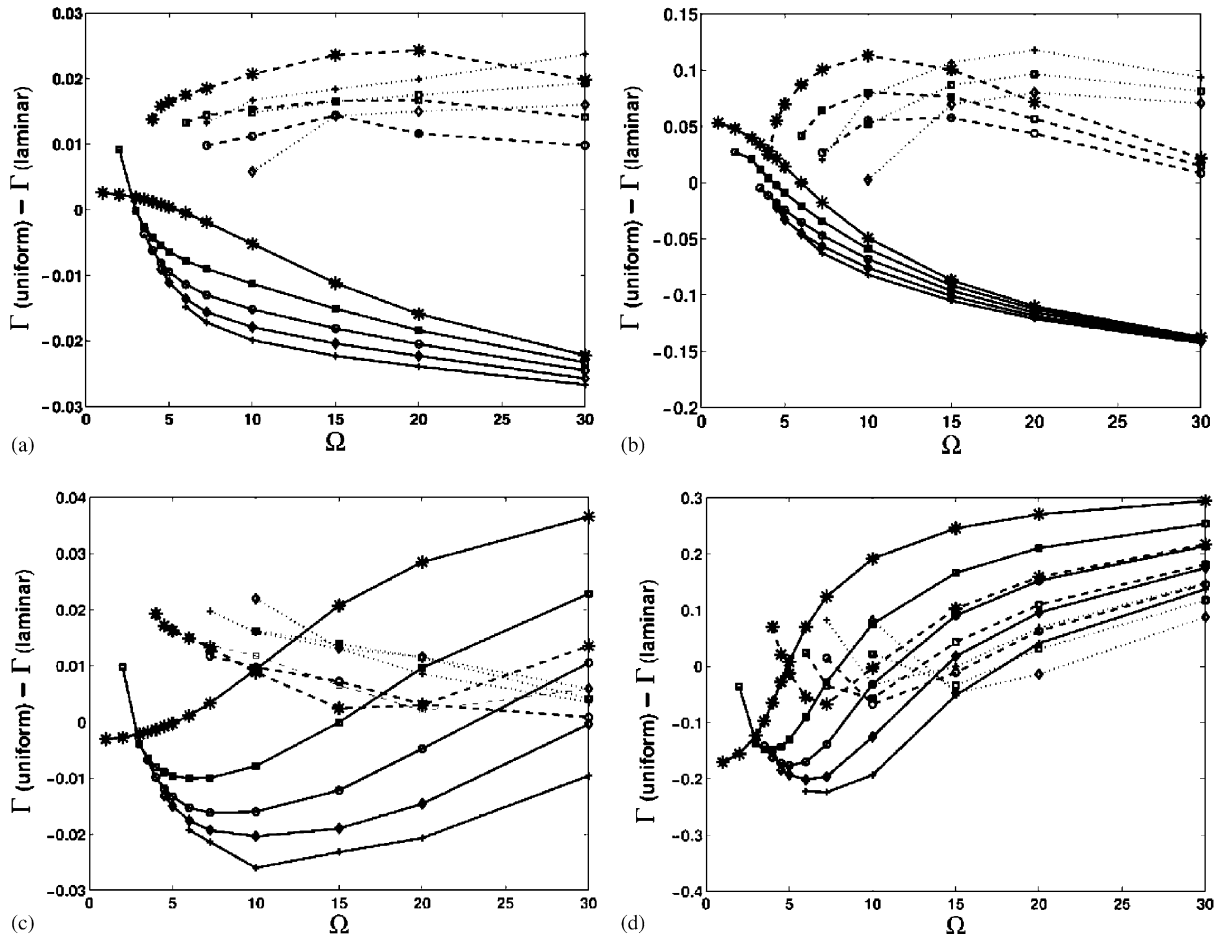 0.03
0.02
0.01
0
−0.01
−0.02
−0.03
0 5 10 15 20 25 30
Γ (uniform) − Γ (laminar)
Ω
(a)
0.15
0.1
0.05
0
−0.05
−0.1
−0.15
−0.2
0 5 10 15 20 25 30
Γ (uniform) − Γ (laminar)
Ω
(b)
0.04
0.03
0.02
0.01
0
−0.01
−0.02
−0.03
0 5 10 15 20 25 30
Γ (uniform) − Γ (laminar)
Ω
(c)
0.3
0.2
0.1
0
−0.1
−0.2
−0.3
−0.4
0 5 10 15 20 25 30
Γ (uniform) − Γ (laminar)
Ω
(d)